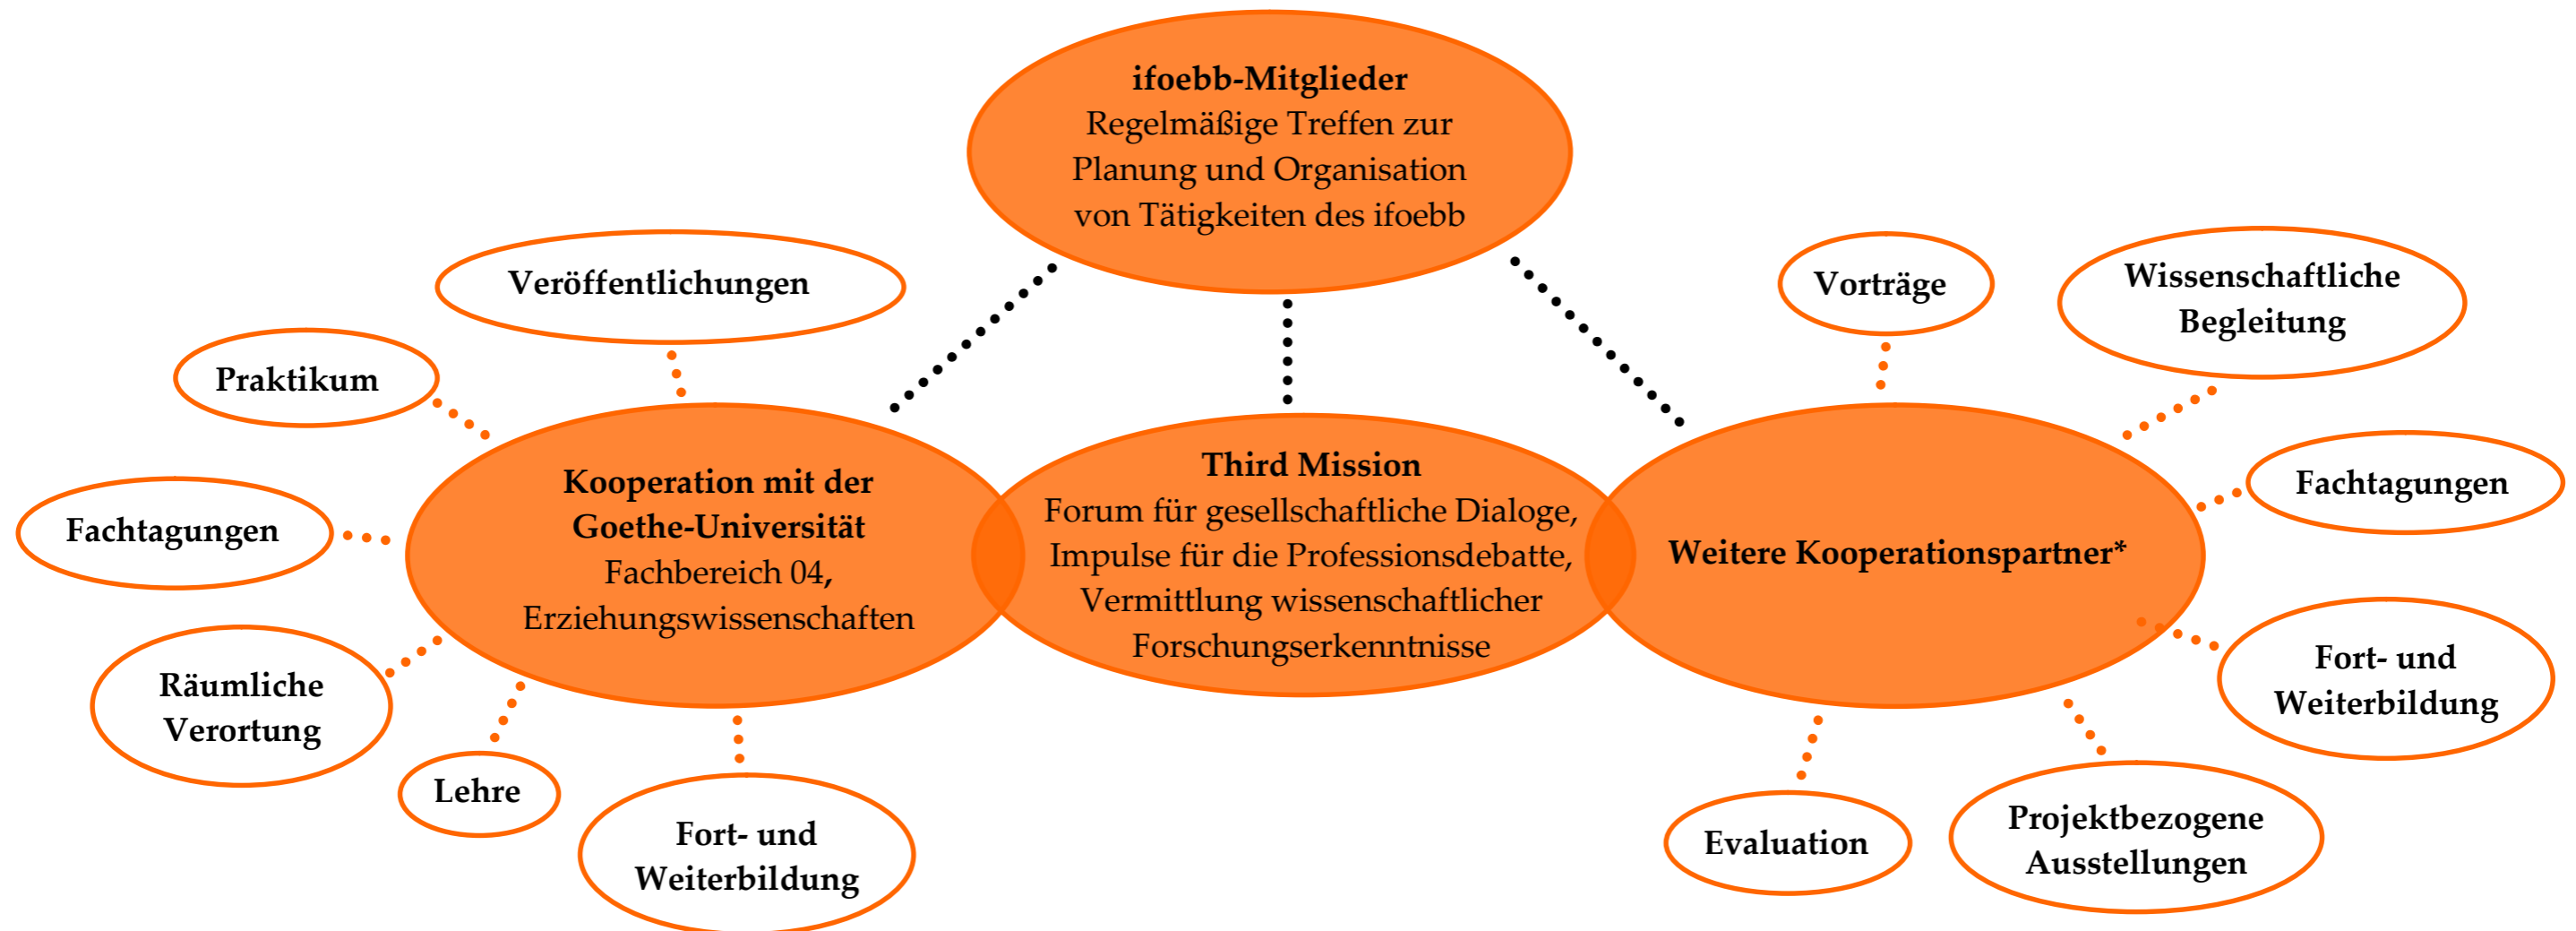 ifoebb-Mitglieder
Regelmäßige Treffen zur
Planung und Organisation
von Tätigkeiten des ifoebb
Veröffentlichungen
Praktikum
Fachtagungen
Räumliche
Verortung
Lehre
Fort- und
Weiterbildung
Kooperation mit der
Goethe-Universität
Fachbereich 04,
Erziehungswissenschaften
Third Mission
Forum für gesellschaftliche Dialoge,
Impulse für die Professionsdebatte,
Vermittlung wissenschaftlicher
Forschungserkenntnisse
Weitere Kooperationspartner*
Vorträge
Wissenschaftliche
Begleitung
Fachtagungen
Fort- und
Weiterbildung
Projektbezogene
Ausstellungen
Evaluation